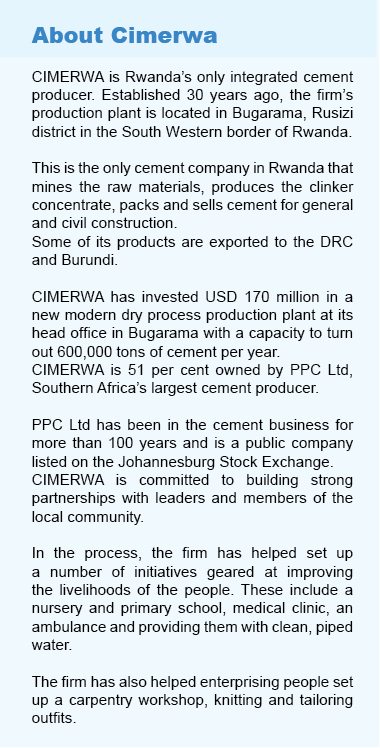 About Cimerwa
CIMERWA is Rwanda's only integrated cement
producer. Established 30 years ago, the firm's
production plant is located in Bugarama, Rusizi
district in the South Western border of Rwanda.
This is the only cement company in Rwanda that
mines the raw materials, produces the clinker
concentrate, packs and sells cement for general
and civil construction.
Some of its products are exported to the DRC
and Burundi.
CIMERWA has invested USD 170 million in a
new modern dry process production plant at its
head office in Bugarama with a capacity to turn
out 600,000 tons of cement per year.
CIMERWA is 51 per cent owned by PPC Ltd,
Southern Africa's largest cement producer.
PPC Ltd has been in the cement business for
more than 100 years and is a public company
listed on the Johannesburg Stock Exchange.
CIMERWA is committed to building strong
partnerships with leaders and members of the
local community.
In the process, the firm has helped set up
a number of initiatives geared at improving
the livelihoods of the people. These include a
nursery and primary school, medical clinic, an
ambulance and providing them with clean, piped
water.
The firm has also helped enterprising people set
up a carpentry workshop, knitting and tailoring
outfits.